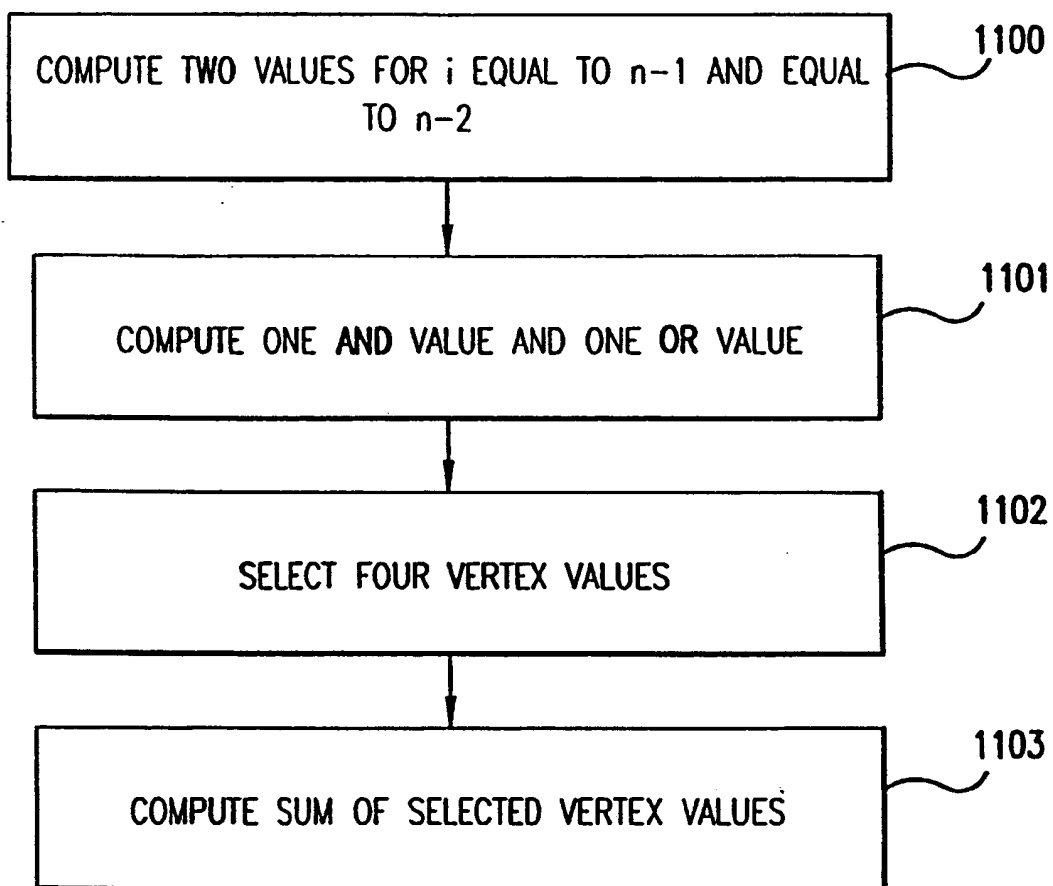 1100
COMPUTE TWO VALUES FOR i EQUAL TO n-1 AND EQUAL
TO n-2
1101
COMPUTE ONE AND VALUE AND ONE OR VALUE
1102
SELECT FOUR VERTEX VALUES
1103
COMPUTE SUM OF SELECTED VERTEX VALUES